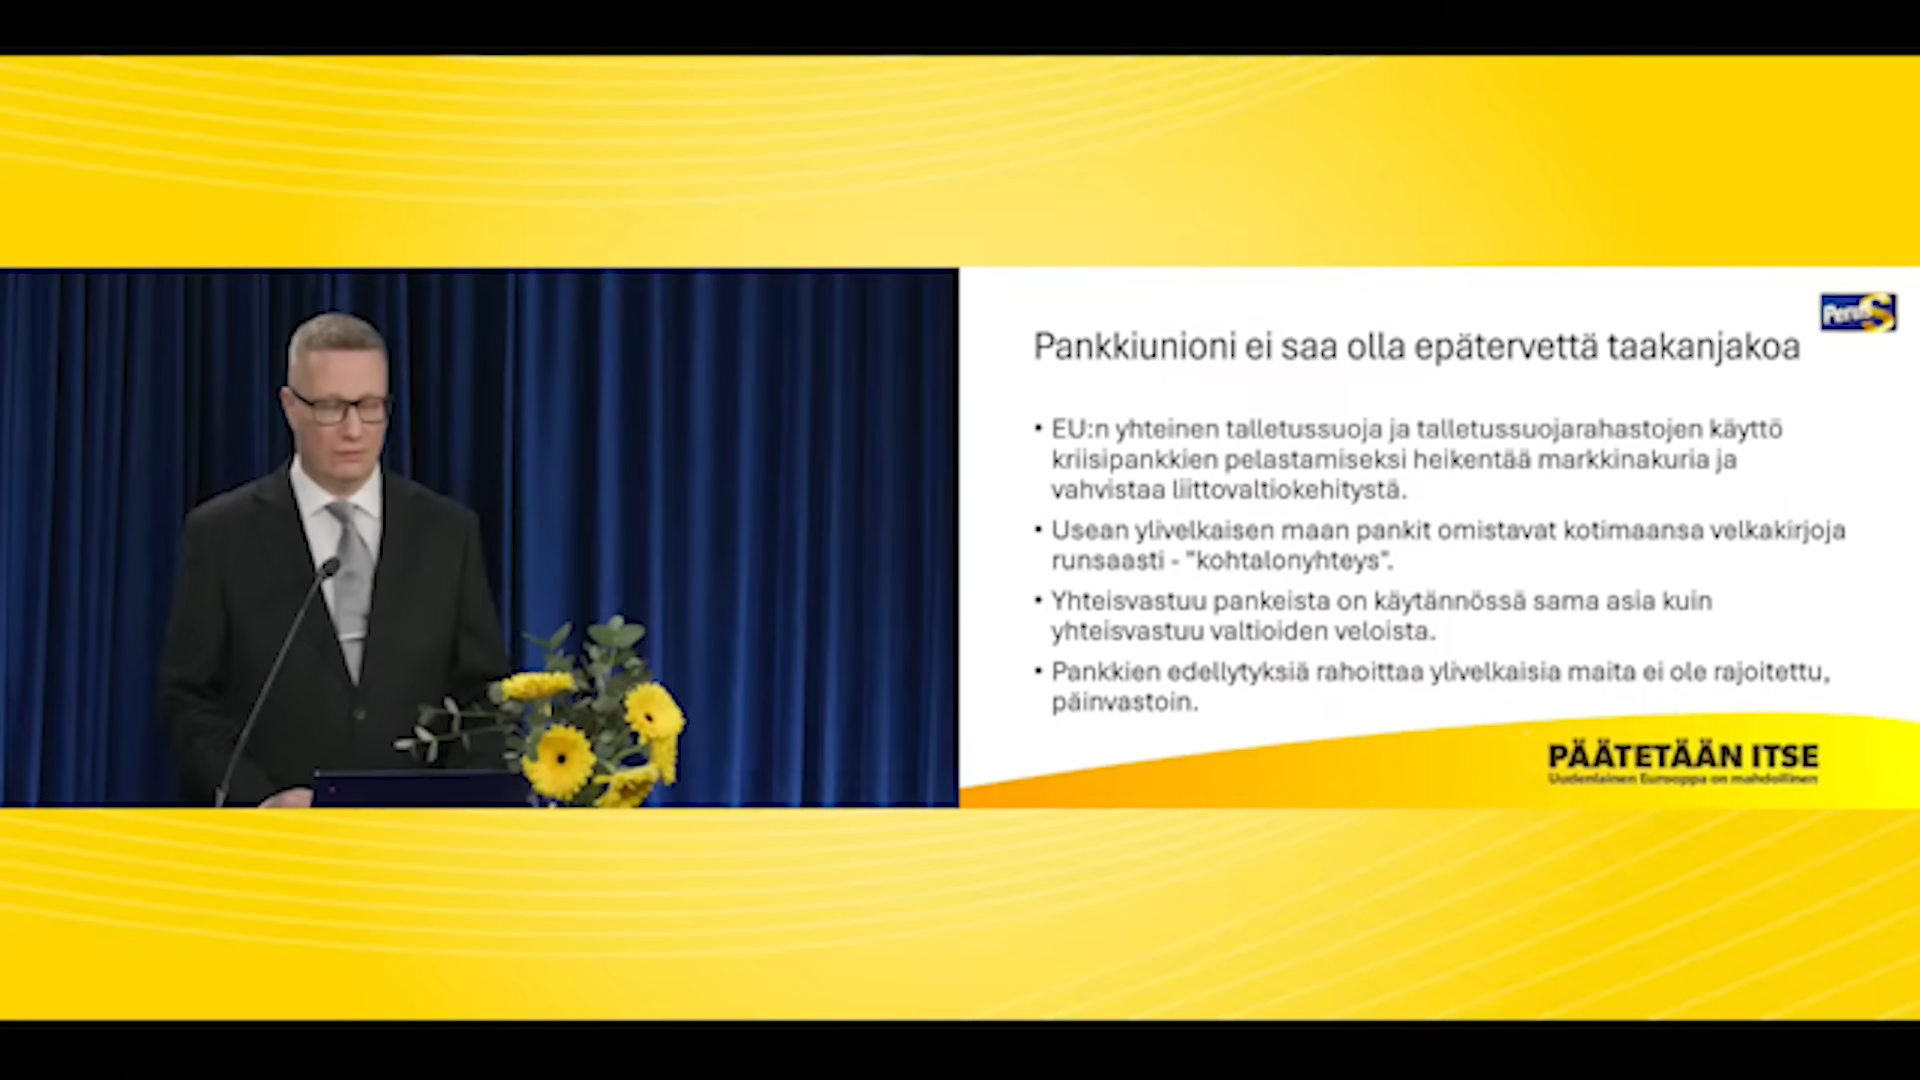 PerusS
Pankkiunioni ei saa olla epätervettä taakanjakoa
• EU:n yhteinen talletussuoja ja talletussuojarahastojen käyttö
kriisipankkien pelastamiseksi heikentää markkinakuria ja
vahvistaa liittovaltiokehitystä.
• Usean ylivelkaisen maan pankit omistavat kotimaansa velkakirjoja
runsaasti - "kohtalonyhteys".
• Yhteisvastuu pankeista on käytännössä sama asia kuin
yhteisvastuu valtioiden veloista.
• Pankkien edellytyksiä rahoittaa ylivelkaisia maita ei ole rajoitettu,
päinvastoin.
PÄÄTETÄÄN ITSE
Uudenlainen Eurooppa on mahdollinen